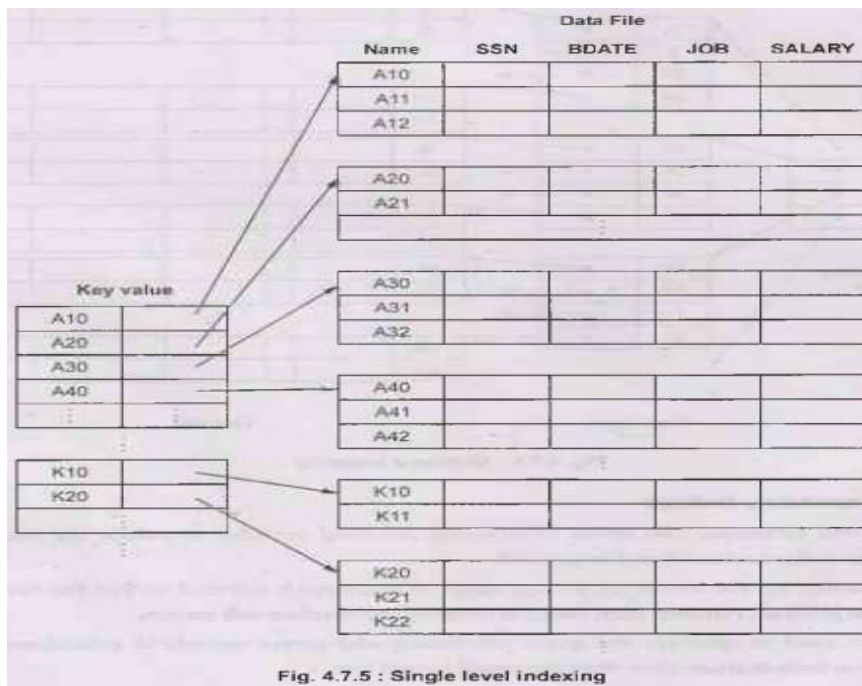 Data File
Name SSN BDATE JOB SALARY
A10
A11
A12
A20
A21
A30
A31
A32
A40
A41
A42
K10
K11
K20
K21
K22
Key value
A10
A20
A30
A40
K10
K20
Fig. 4.7.5 : Single level indexing